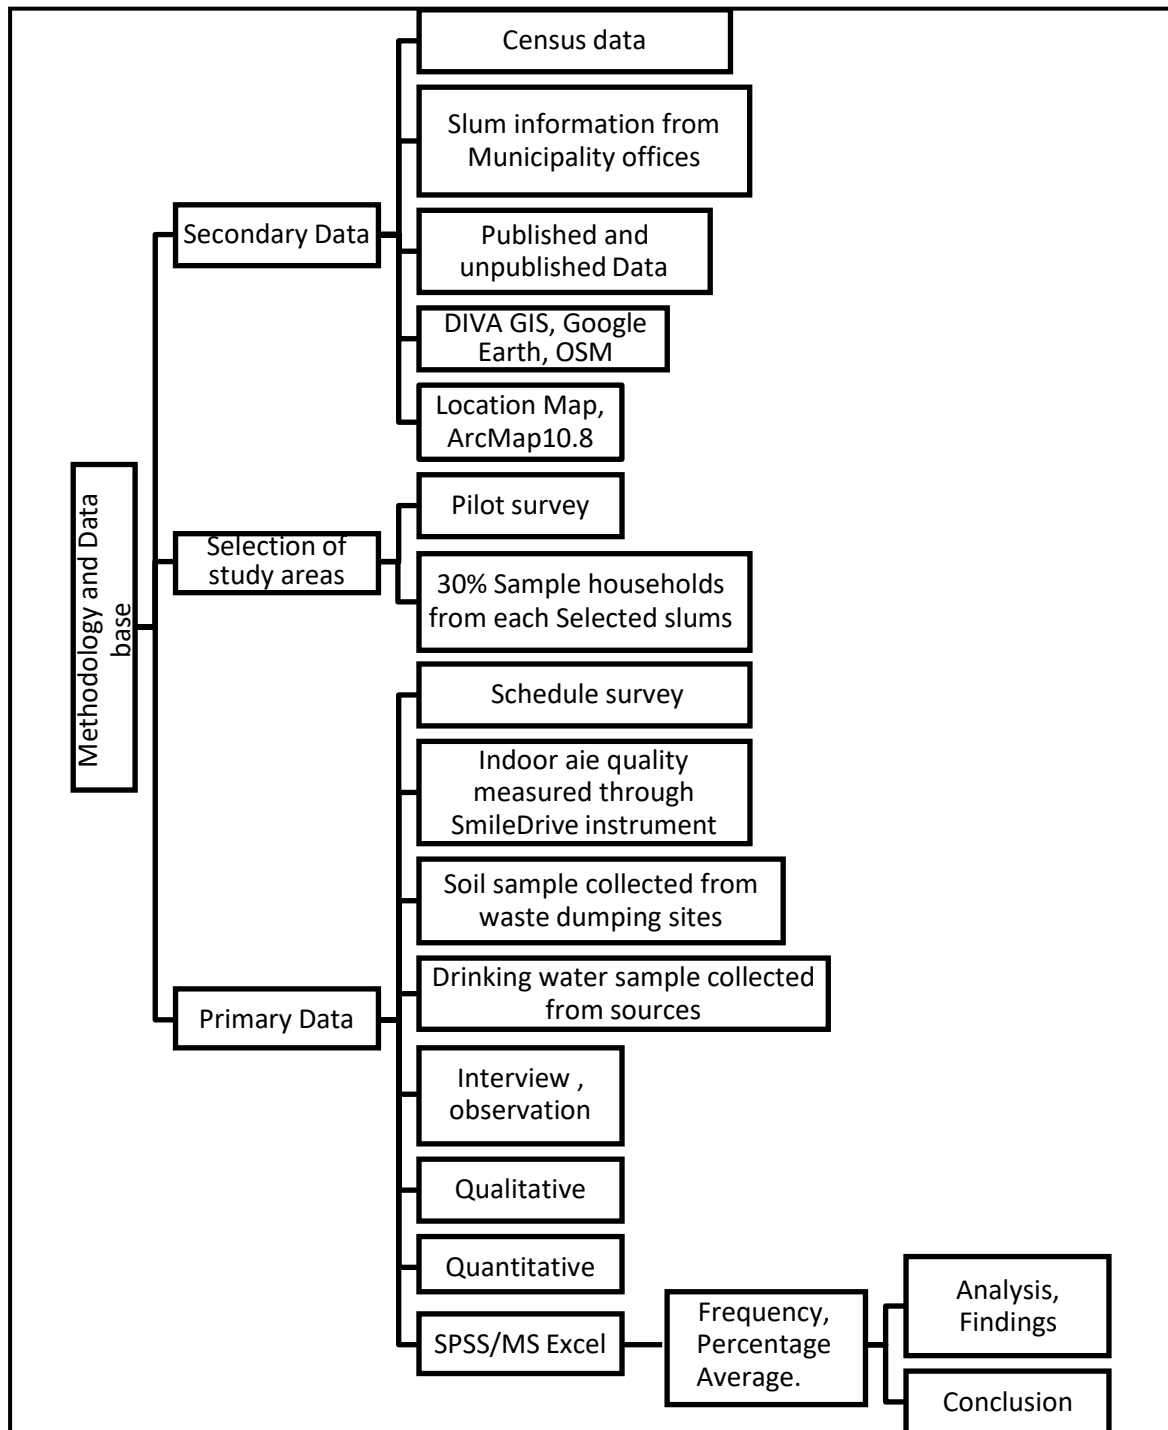 Census data
Slum information from
Municipality offices
Secondary Data
Published and
unpublished Data
DIVA GIS, Google
Earth, OSM
Location Map,
ArcMap10.8
Methodology and Data
base
Pilot survey
Selection of
study areas
30% Sample households
from each Selected slums
Schedule survey
Indoor aie quality
measured through
SmileDrive instrument
Soil sample collected from
waste dumping sites
Drinking water sample collected
from sources
Primary Data
Interview ,
observation
Qualitative
Quantitative
SPSS/MS Excel
Frequency,
Percentage
Average.
Analysis,
Findings
Conclusion